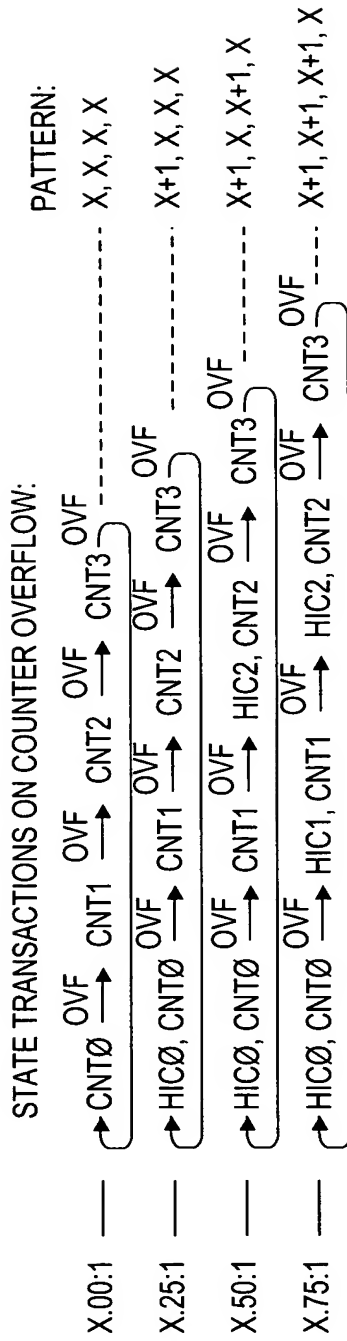 STATE TRANSACTIONS ON COUNTER OVERFLOW: PATTERN:
X.00:1 CNTØ OVF CNT1 OVF CNT2 OVF CNT3 OVF X, X, X, X
X.25:1 HICØ, CNTØ OVF CNT1 OVF CNT2 OVF CNT3 OVF X+1, X, X, X
X.50:1 HICØ, CNTØ OVF CNT1 OVF HIC2, CNT2 OVF CNT3 OVF X+1, X, X+1, X
X.75:1 HICØ, CNTØ OVF HIC1, CNT1 OVF HIC2, CNT2 OVF CNT3 OVF X+1, X+1, X+1, X